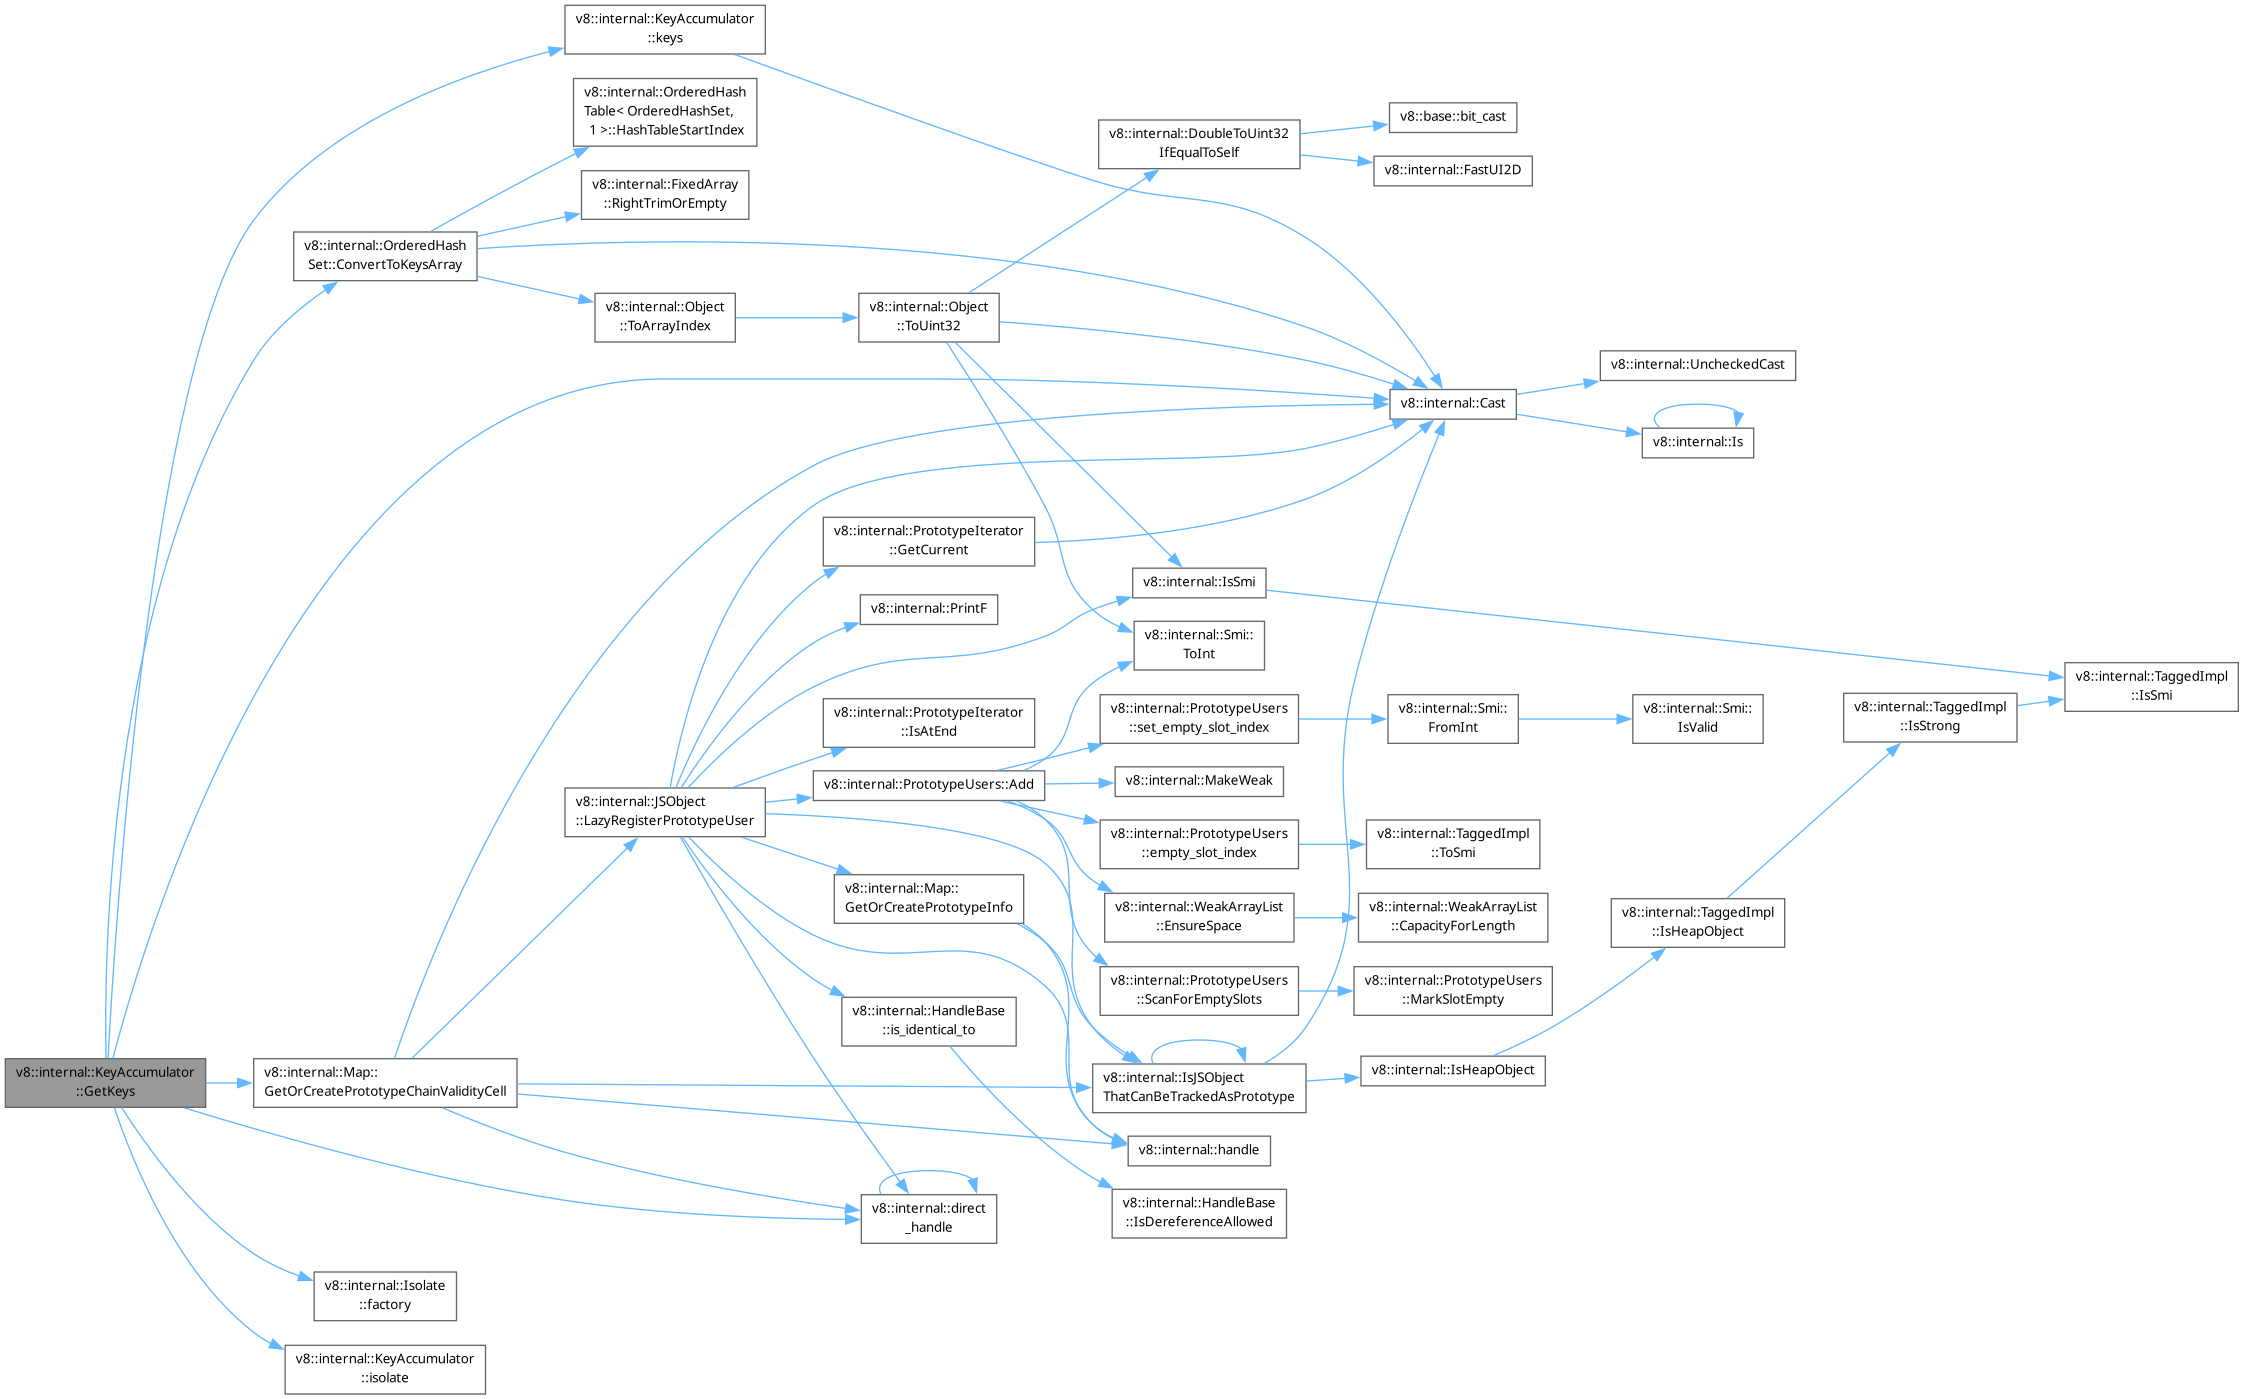 v8::internal::KeyAccumulator
::GetKeys
v8::internal::KeyAccumulator
::keys
v8::internal::OrderedHash
Set::ConvertToKeysArray
v8::internal::OrderedHash
Table< OrderedHashSet,
1 >::HashTableStartIndex
v8::internal::FixedArray
::RightTrimOrEmpty
v8::internal::Object
::ToArrayIndex
v8::internal::Object
::ToUint32
v8::internal::DoubleToUint32
IfEqualToSelf
v8::base::bit_cast
v8::internal::FastUI2D
v8::internal::Cast
v8::internal::UncheckedCast
v8::internal::Is
v8::internal::PrototypeIterator
::GetCurrent
v8::internal::IsSmi
v8::internal::PrintF
v8::internal::Smi::
ToInt
v8::internal::TaggedImpl
::IsSmi
v8::internal::PrototypeIterator
::IsAtEnd
v8::internal::PrototypeUsers
::set_empty_slot_index
v8::internal::Smi::
FromInt
v8::internal::Smi::
IsValid
v8::internal::TaggedImpl
::IsStrong
v8::internal::JSObject
::LazyRegisterPrototypeUser
v8::internal::PrototypeUsers::Add
v8::internal::MakeWeak
v8::internal::PrototypeUsers
::empty_slot_index
v8::internal::TaggedImpl
::ToSmi
v8::internal::Map::
GetOrCreatePrototypeInfo
v8::internal::WeakArrayList
::EnsureSpace
v8::internal::WeakArrayList
::CapacityForLength
v8::internal::TaggedImpl
::IsHeapObject
v8::internal::PrototypeUsers
::ScanForEmptySlots
v8::internal::PrototypeUsers
::MarkSlotEmpty
v8::internal::HandleBase
::is_identical_to
v8::internal::Map::
GetOrCreatePrototypeChainValidityCell
v8::internal::IsJSObject
ThatCanBeTrackedAsPrototype
v8::internal::IsHeapObject
v8::internal::handle
v8::internal::direct
_handle
v8::internal::HandleBase
::IsDereferenceAllowed
v8::internal::Isolate
::factory
v8::internal::KeyAccumulator
::isolate